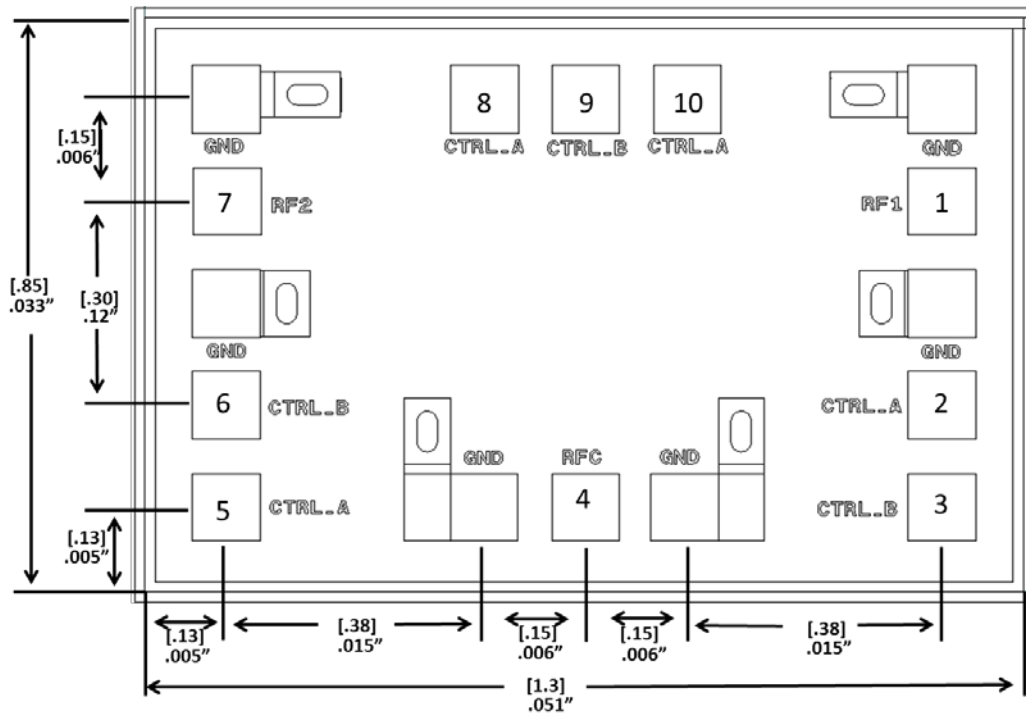 8
9
10
GND
CTRL_A
CTRL_B
CTRL_A
GND
[.15]
.006"
7
RF2
RF1
1
[.85]
.033"
[.30]
.12"
GND
GND
6
CTRL_B
CTRL_A
2
GND
RFC
GND
5
CTRL_A
4
CTRL_B
3
[.13]
.005"
[.13]
.005"
[.38]
.015"
[.15]
.006"
[.15]
.006"
[.38]
.015"
[1.3]
.051"